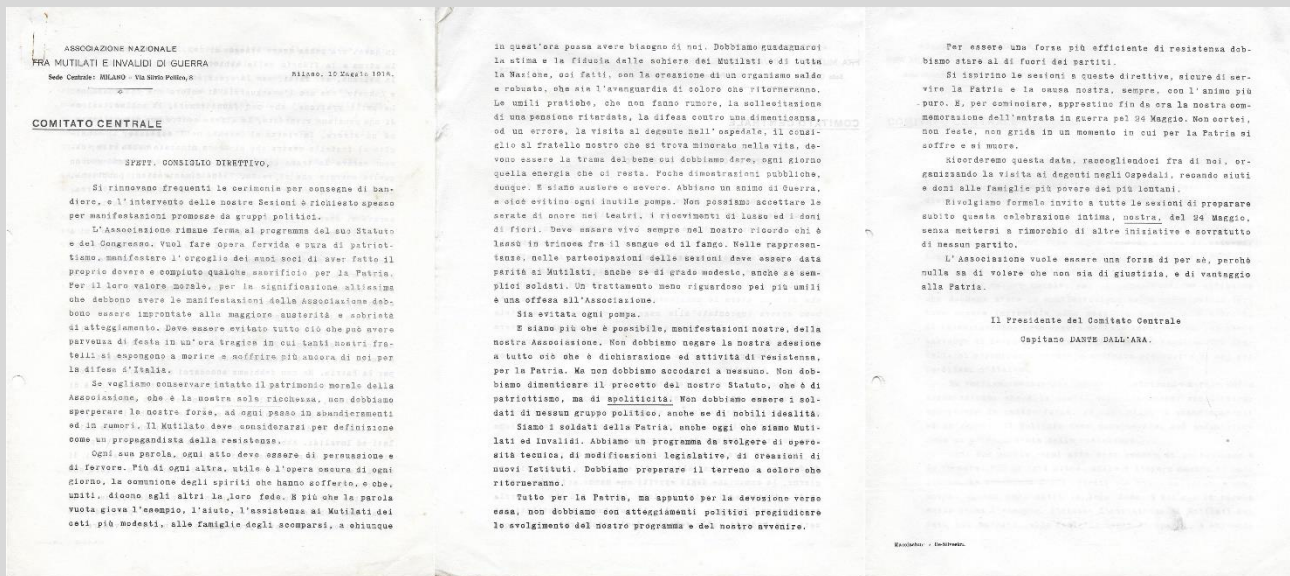 ASSOCIAZIONE NAZIONALE
FRA MUTILATI E INVALIDI DI GUERRA
Sede Centrale: MILANO - Via Silvio Pellico, 8
Milano, 10 Maggio 1918.
COMITATO CENTRALE
SPETT. CONSIGLIO DIRETTIVO,
Si rinnovano frequenti le cerimonie per consegne di ban-
diere, e l'intervento delle nostre Sezioni è richiesto spesso
per manifestazioni promosse da gruppi politici.
L'Associazione rimane ferma al programma del suo Statuto
e del Congresso. Vuol fare opera fervida e pura di patriot-
tismo, manifestare l'orgoglio dei suoi soci di aver fatto il
proprio dovere e compiuto qualche sacrificio per la Patria.
Per il loro valore morale, per la significazione altissima
che debbono avere le manifestazioni della Associazione deb-
bono essere improntate alla maggiore austerità e sobrietà
di atteggiamento. Deve essere evitato tutto ciò che può avere
parvenza di festa in un'ora tragica in cui tanti nostri fra-
telli si espongono a morire e soffrire più ancora di noi per
la difesa d'Italia.
Se vogliamo conservare intatto il patrimonio morale della
Associazione, che è la nostra sola ricchezza, non dobbiamo
sperperare le nostre forze, ad ogni passo in sbandieramenti
ed in rumori. Il Mutilato deve considerarsi per definizione
come un propagandista della resistenza.
Ogni sua parola, ogni atto deve essere di persuasione e
di fervore. Più di ogni altra, utile è l'opera oscura di ogni
giorno, la comunione degli spiriti che hanno sofferto, e che,
uniti, dicono agli altri la loro fede. E più che la parola
vuota giova l'esempio, l'aiuto, l'assistenza ai Mutilati dei
ceti più modesti, alle famiglie degli scomparsi, a chiunque
in quest'ora possa avere bisogno di noi. Dobbiamo guadagnarci
la stima e la fiducia delle schiere dei Mutilati e di tutta
la Nazione, coi fatti, con la creazione di un organismo saldo
e robusto, che sia l'avanguardia di coloro che ritorneranno.
Le umili pratiche, che non fanno rumore, la sollecitazione
di una pensione ritardata, la difesa contro una dimenticanza,
od un errore, la visita al degente nell'ospedale, il consi-
glio al fratello nostro che si trova minorato nella vita, de-
vono essere la trama del bene cui dobbiamo dare, ogni giorno
quella energia che ci resta. Poche dimostrazioni pubbliche,
dunque. E siano austere e severe. Abbiano un animo di Guerra,
e cioè evitino ogni inutile pompa. Non possiamo accettare le
serate di onore nei teatri, i ricevimenti di lusso ed i doni
di fiori. Deve essere vivo sempre nel nostro ricordo chi è
lassù in trincea fra il sangue ed il fango. Nelle rappresen-
tanze, nelle partecipazioni delle sezioni deve essere data
parità ai Mutilati, anche se di grado modesto, anche se sem-
plici soldati. Un trattamento meno riguardoso pei più umili
è una offesa all'Associazione.
Sia evitata ogni pompa.
E siano più che è possibile, manifestazioni nostre, della
nostra Associazione. Non dobbiamo negare la nostra adesione
a tutto ciò che è dichiarazione ed attività di resistenza,
per la Patria. Ma non dobbiamo accodarci a nessuno. Non dob-
biamo dimenticare il precetto del nostro Statuto, che è di
patriottismo, ma di apoliticità. Non dobbiamo essere i sol-
dati di nessun gruppo politico, anche se di nobili idealità.
Siamo i soldati della Patria, anche oggi che siamo Muti-
lati ed Invalidi. Abbiamo un programma da svolgere di opero-
sità tecnica, di modificazioni legislative, di creazioni di
nuovi Istituti. Dobbiamo preparare il terreno a coloro che
ritorneranno.
Tutto per la Patria, ma appunto per la devozione verso
essa, non dobbiamo con atteggiamenti politici pregiudicare
lo svolgimento del nostro programma e del nostro avvenire.
Per essere una forza più efficiente di resistenza dob-
biamo stare al di fuori dei partiti.
Si ispirino le sezioni a queste direttive, sicure di ser-
vire la Patria e la causa nostra, sempre, con l'animo più
puro. E, per cominciare, apprestino fin da ora la nostra com-
memorazione dell'entrata in guerra pel 24 Maggio. Non cortei,
non feste, non grida in un momento in cui per la Patria si
soffre e si muore.
Ricorderemo questa data, raccogliendoci fra di noi, or-
ganizzando la visita ai degenti negli Ospedali, recando aiuti
e doni alle famiglie più povere dei più lontani.
Rivolgiamo formale invito a tutte le sezioni di preparare
subito questa celebrazione intima, nostra, del 24 Maggio,
senza mettersi a rimorchio di altre iniziative e sovratutto
di nessun partito.
L'Associazione vuole essere una forza di per sè, perchè
nulla sa di volere che non sia di giustizia, e di vantaggio
alla Patria.
Il Presidente del Comitato Centrale
Capitano DANTE DALL'ARA.